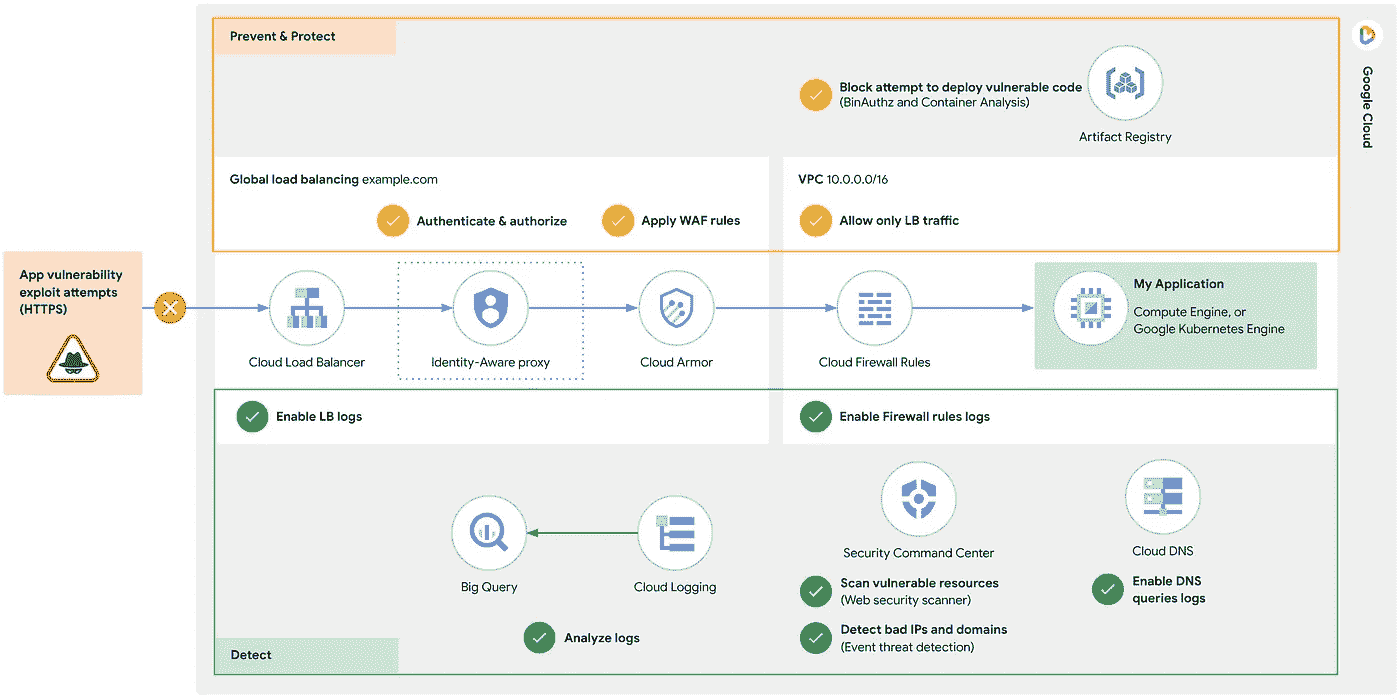 Prevent & Protect
Block attempt to deploy vulnerable code
(BinAuthz and Container Analysis)
Artifact Registry
Google Cloud
Global load balancing example.com
VPC 10.0.0.0/16
Authenticate & authorize
Apply WAF rules
Allow only LB traffic
App vulnerability
exploit attempts
(HTTPS)
Cloud Load Balancer
Identity-Aware proxy
Cloud Armor
Cloud Firewall Rules
My Application
Compute Engine, or
Google Kubernetes Engine
Enable LB logs
Enable Firewall rules logs
Big Query
Cloud Logging
Analyze logs
Security Command Center
Scan vulnerable resources
(Web security scanner)
Detect bad IPs and domains
(Event threat detection)
Cloud DNS
Enable DNS
queries logs
Detect